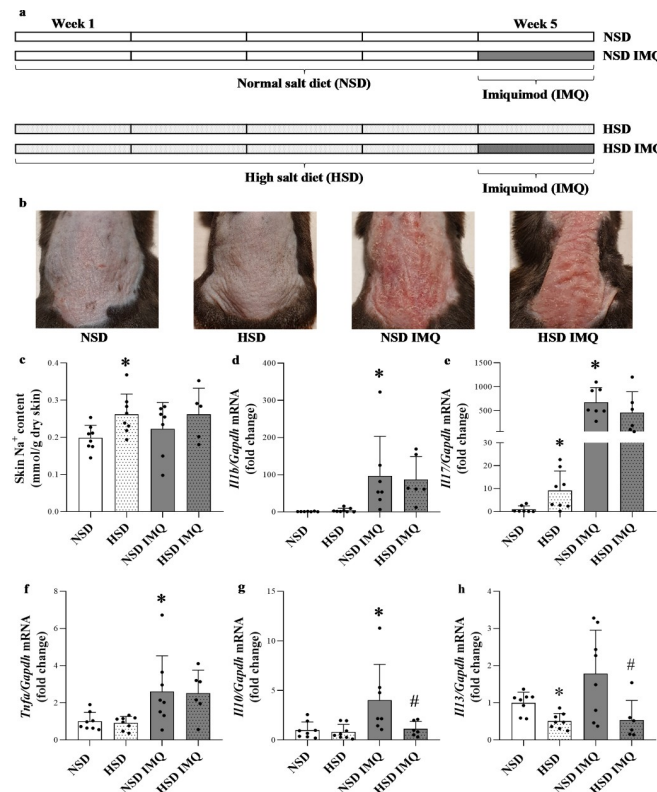 a
Week 1 Week 5
NSD
NSD IMQ
Normal salt diet (NSD)
Imiquimod (IMQ)
HSD
HSD IMQ
High salt diet (HSD)
Imiquimod (IMQ)
b
NSD HSD NSD IMQ HSD IMQ
c
Skin Na⁺ content
(mmol/g dry skin)
0.4
0.3
0.2
0.1
0.0
*
NSD HSD NSD IMQ HSD IMQ
d
Il1b/Gapdh mRNA
(fold change)
400
300
200
100
0
*
NSD HSD NSD IMQ HSD IMQ
e
Il17/Gapdh mRNA
(fold change)
1500
1000
500
30
20
10
0
* *
NSD HSD NSD IMQ HSD IMQ
f
Tnfa/Gapdh mRNA
(fold change)
8
6
4
2
0
*
NSD HSD NSD IMQ HSD IMQ
g
Il10/Gapdh mRNA
(fold change)
15
10
5
0
* #
NSD HSD NSD IMQ HSD IMQ
h
Il13/Gapdh mRNA
(fold change)
4
3
2
1
0
* #
NSD HSD NSD IMQ HSD IMQ